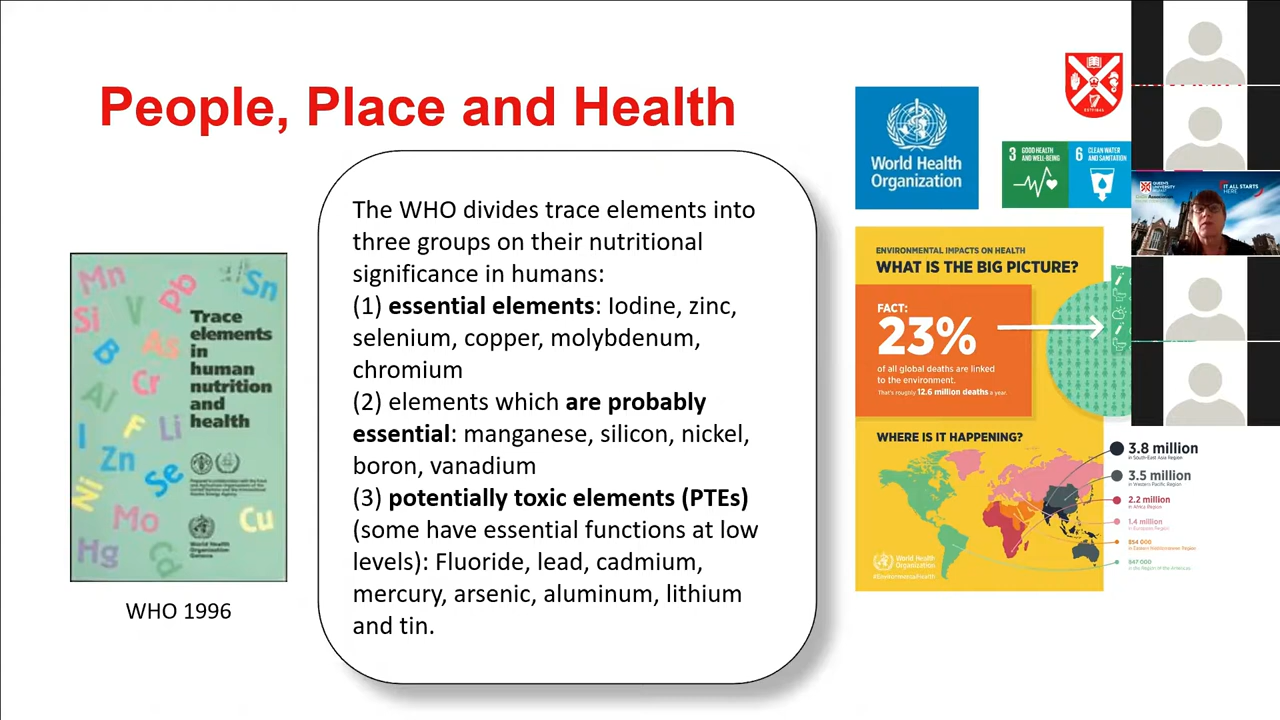 People, Place and Health
Mn
Pb
Sn
V
Si
B
As
Cr
Al
F
Li
I
Zn
Se
Ni
Mo
Cu
Hg
Cd
Trace
elements
in
human
nutrition
and
health
World Health
Organization
Geneva
WHO 1996
The WHO divides trace elements into
three groups on their nutritional
significance in humans:
(1) essential elements: Iodine, zinc,
selenium, copper, molybdenum,
chromium
(2) elements which are probably
essential: manganese, silicon, nickel,
boron, vanadium
(3) potentially toxic elements (PTEs)
(some have essential functions at low
levels): Fluoride, lead, cadmium,
mercury, arsenic, aluminum, lithium
and tin.
World Health
Organization
3 GOOD HEALTH
AND WELL-BEING
6 CLEAN WATER
AND SANITATION
QUEEN'S
UNIVERSITY
BELFAST
IT ALL STARTS
HERE
ENVIRONMENTAL IMPACTS ON HEALTH
WHAT IS THE BIG PICTURE?
FACT:
23%
of all global deaths are linked
to the environment.
That's roughly 12.6 million deaths a year.
WHERE IS IT HAPPENING?
3.8 million
in South-East Asia Region
3.5 million
in Western Pacific Region
2.2 million
in Africa Region
1.4 million
in European Region
854 000
in Eastern Mediterranean Region
847 000
in the Region of the Americas
World Health
Organization
#EnvironmentalHealth